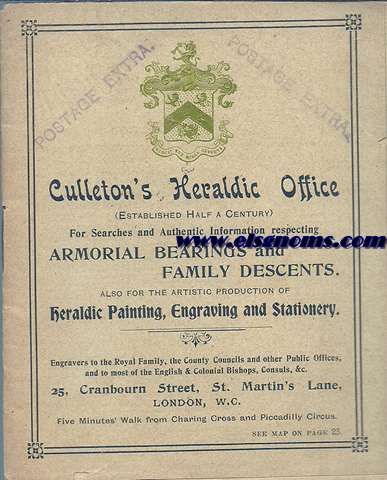 POSTAGE EXTRA.
POSTAGE EXTRA.
Culleton's Heraldic Office
(ESTABLISHED HALF A CENTURY)
For Searches and Authentic Information respecting
www.elsenoms.com
ARMORIAL BEARINGS and
FAMILY DESCENTS.
ALSO FOR THE ARTISTIC PRODUCTION OF
Heraldic Painting, Engraving and Stationery.
Engravers to the Royal Family, the County Councils and other Public Offices,
and to most of the English & Colonial Bishops, Consuls, &c.
25, Cranbourn Street, St. Martin's Lane,
LONDON, W.C.
Five Minutes' Walk from Charing Cross and Piccadilly Circus.
SEE MAP ON PAGE 23.